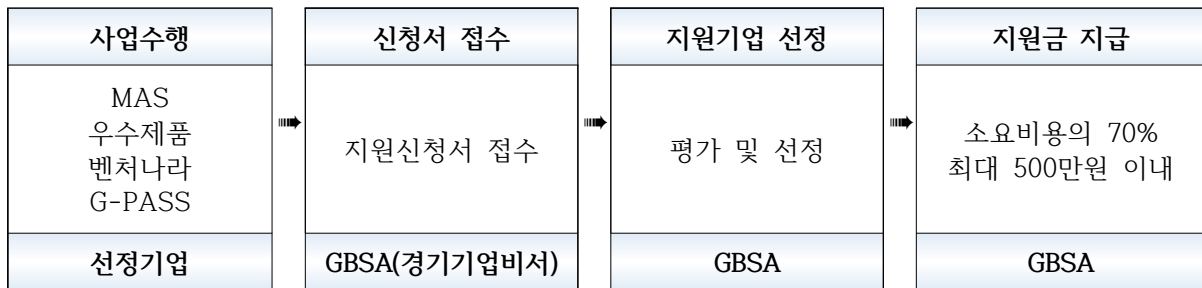 사업수행
MAS
우수제품
벤처나라
G-PASS
선정기업
신청서 접수
지원신청서 접수
GBSA(경기기업비서)
지원기업 선정
평가 및 선정
GBSA
지원금 지급
소요비용의 70%
최대 500만원 이내
GBSA